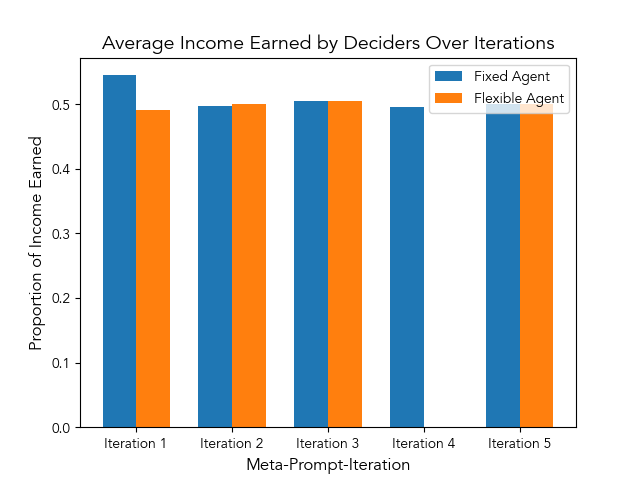 Average Income Earned by Deciders Over Iterations
Fixed Agent
Flexible Agent
Proportion of Income Earned
0.5
0.4
0.3
0.2
0.1
0.0
Iteration 1
Iteration 2
Iteration 3
Iteration 4
Iteration 5
Meta-Prompt-Iteration